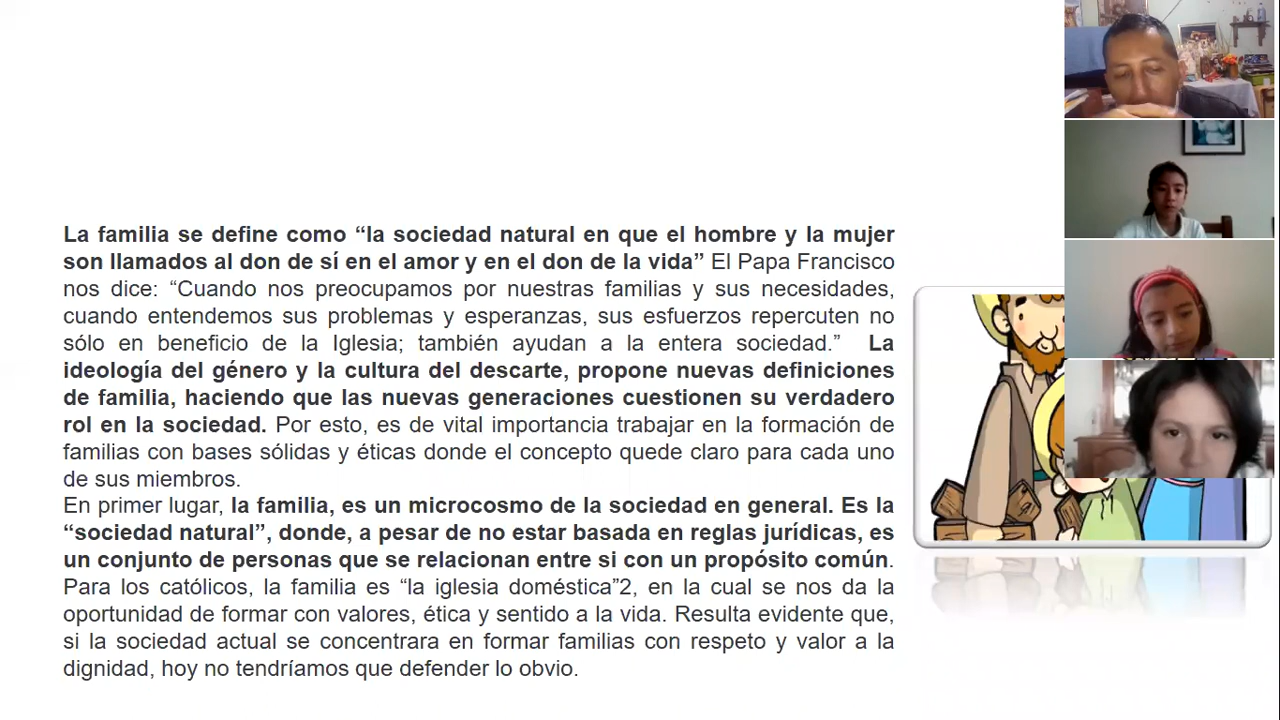 La familia se define como “la sociedad natural en que el hombre y la mujer
son llamados al don de sí en el amor y en el don de la vida” El Papa Francisco
nos dice: “Cuando nos preocupamos por nuestras familias y sus necesidades,
cuando entendemos sus problemas y esperanzas, sus esfuerzos repercuten no
sólo en beneficio de la Iglesia; también ayudan a la entera sociedad.” La
ideología del género y la cultura del descarte, propone nuevas definiciones
de familia, haciendo que las nuevas generaciones cuestionen su verdadero
rol en la sociedad. Por esto, es de vital importancia trabajar en la formación de
familias con bases sólidas y éticas donde el concepto quede claro para cada uno
de sus miembros.
En primer lugar, la familia, es un microcosmo de la sociedad en general. Es la
“sociedad natural”, donde, a pesar de no estar basada en reglas jurídicas, es
un conjunto de personas que se relacionan entre si con un propósito común.
Para los católicos, la familia es “la iglesia doméstica”2, en la cual se nos da la
oportunidad de formar con valores, ética y sentido a la vida. Resulta evidente que,
si la sociedad actual se concentrara en formar familias con respeto y valor a la
dignidad, hoy no tendríamos que defender lo obvio.